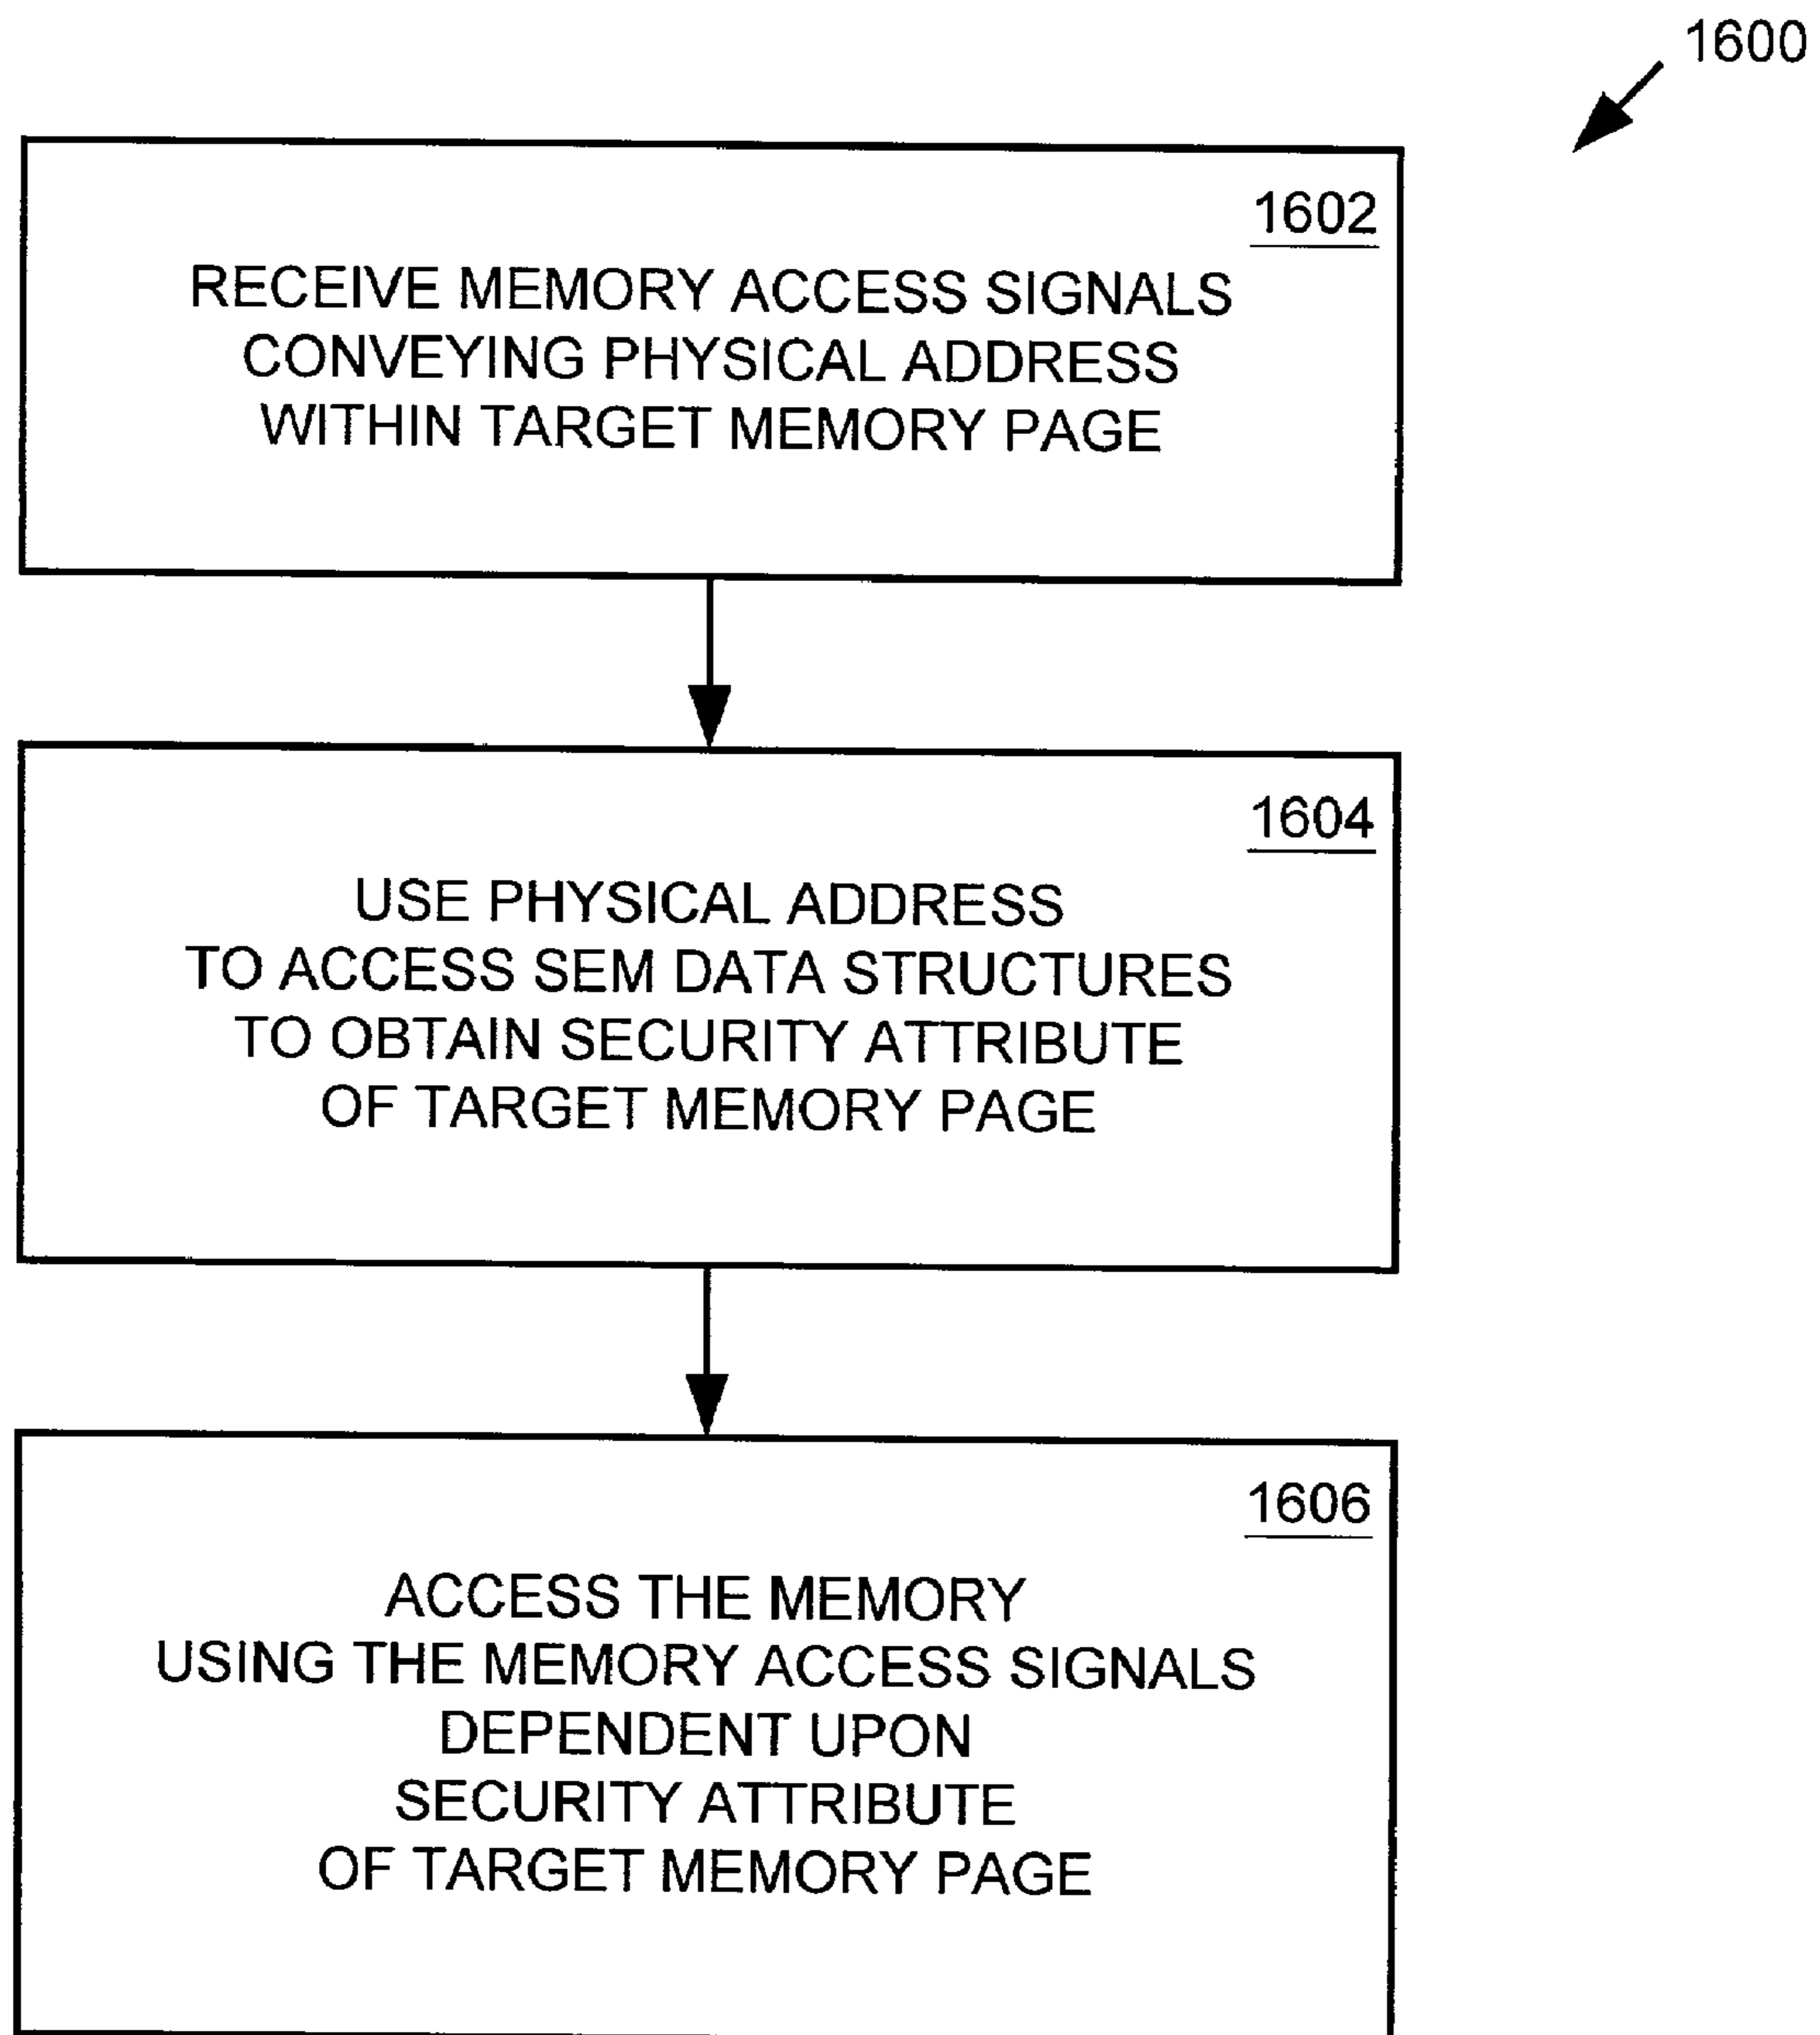 1600
1602
RECEIVE MEMORY ACCESS SIGNALS
CONVEYING PHYSICAL ADDRESS
WITHIN TARGET MEMORY PAGE
1604
USE PHYSICAL ADDRESS
TO ACCESS SEM DATA STRUCTURES
TO OBTAIN SECURITY ATTRIBUTE
OF TARGET MEMORY PAGE
1606
ACCESS THE MEMORY
USING THE MEMORY ACCESS SIGNALS
DEPENDENT UPON
SECURITY ATTRIBUTE
OF TARGET MEMORY PAGE